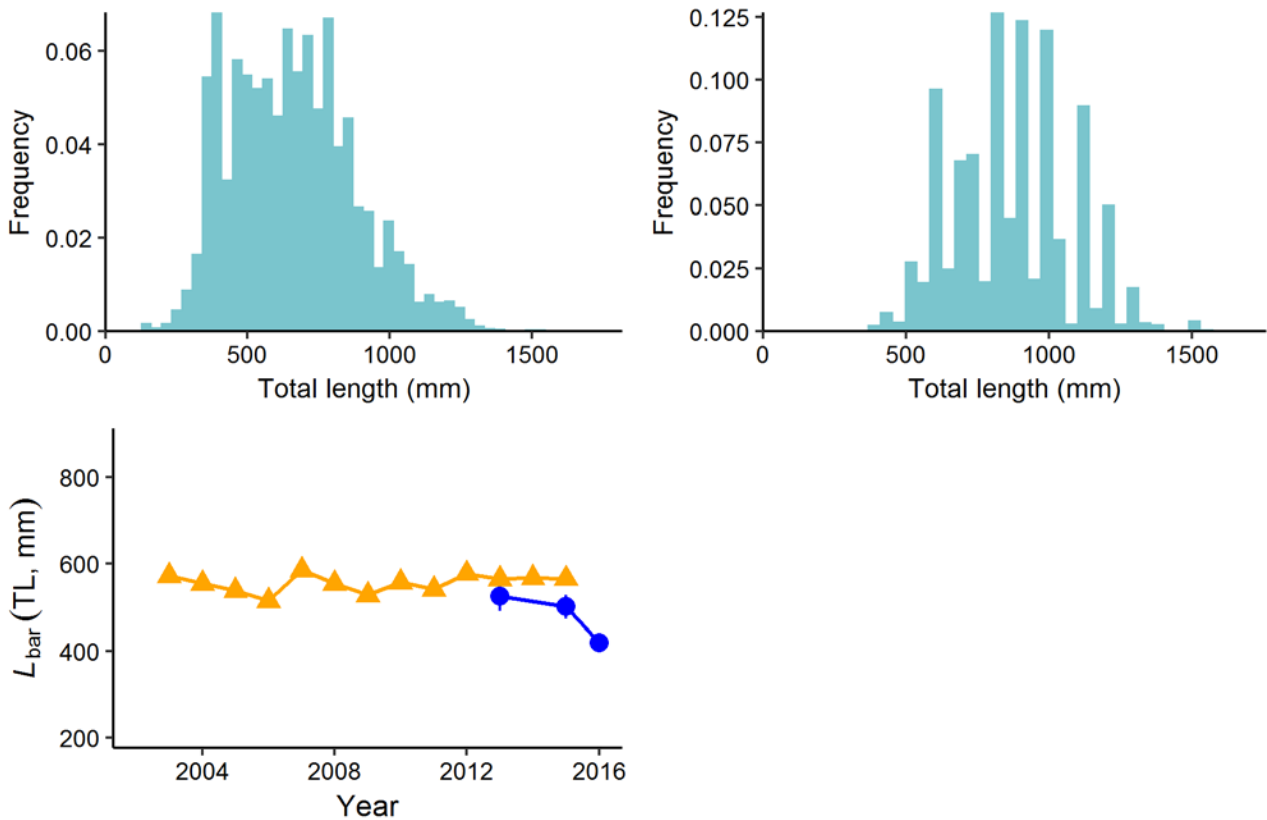 0.06
0.04
0.02
0.00
Frequency
0 500 1000 1500
Total length (mm)
0.125
0.100
0.075
0.050
0.025
0.000
Frequency
0 500 1000 1500
Total length (mm)
800
600
400
200
Lbar (TL, mm)
2004 2008 2012 2016
Year